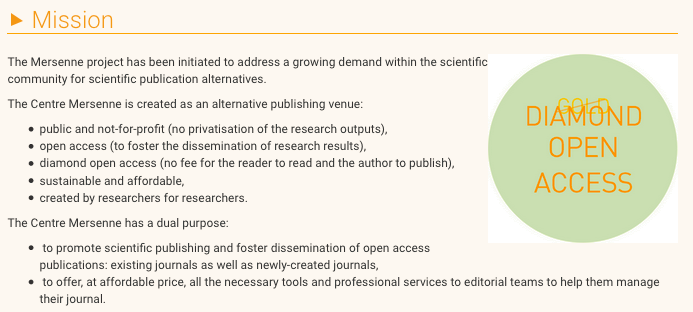 Mission
The Mersenne project has been initiated to address a growing demand within the scientific
community for scientific publication alternatives.
The Centre Mersenne is created as an alternative publishing venue:
• public and not-for-profit (no privatisation of the research outputs),
• open access (to foster the dissemination of research results),
• diamond open access (no fee for the reader to read and the author to publish),
• sustainable and affordable,
• created by researchers for researchers.
The Centre Mersenne has a dual purpose:
• to promote scientific publishing and foster dissemination of open access
publications: existing journals as well as newly-created journals,
• to offer, at affordable price, all the necessary tools and professional services to editorial teams to help them manage
their journal.
GOLD
DIAMOND
OPEN
ACCESS